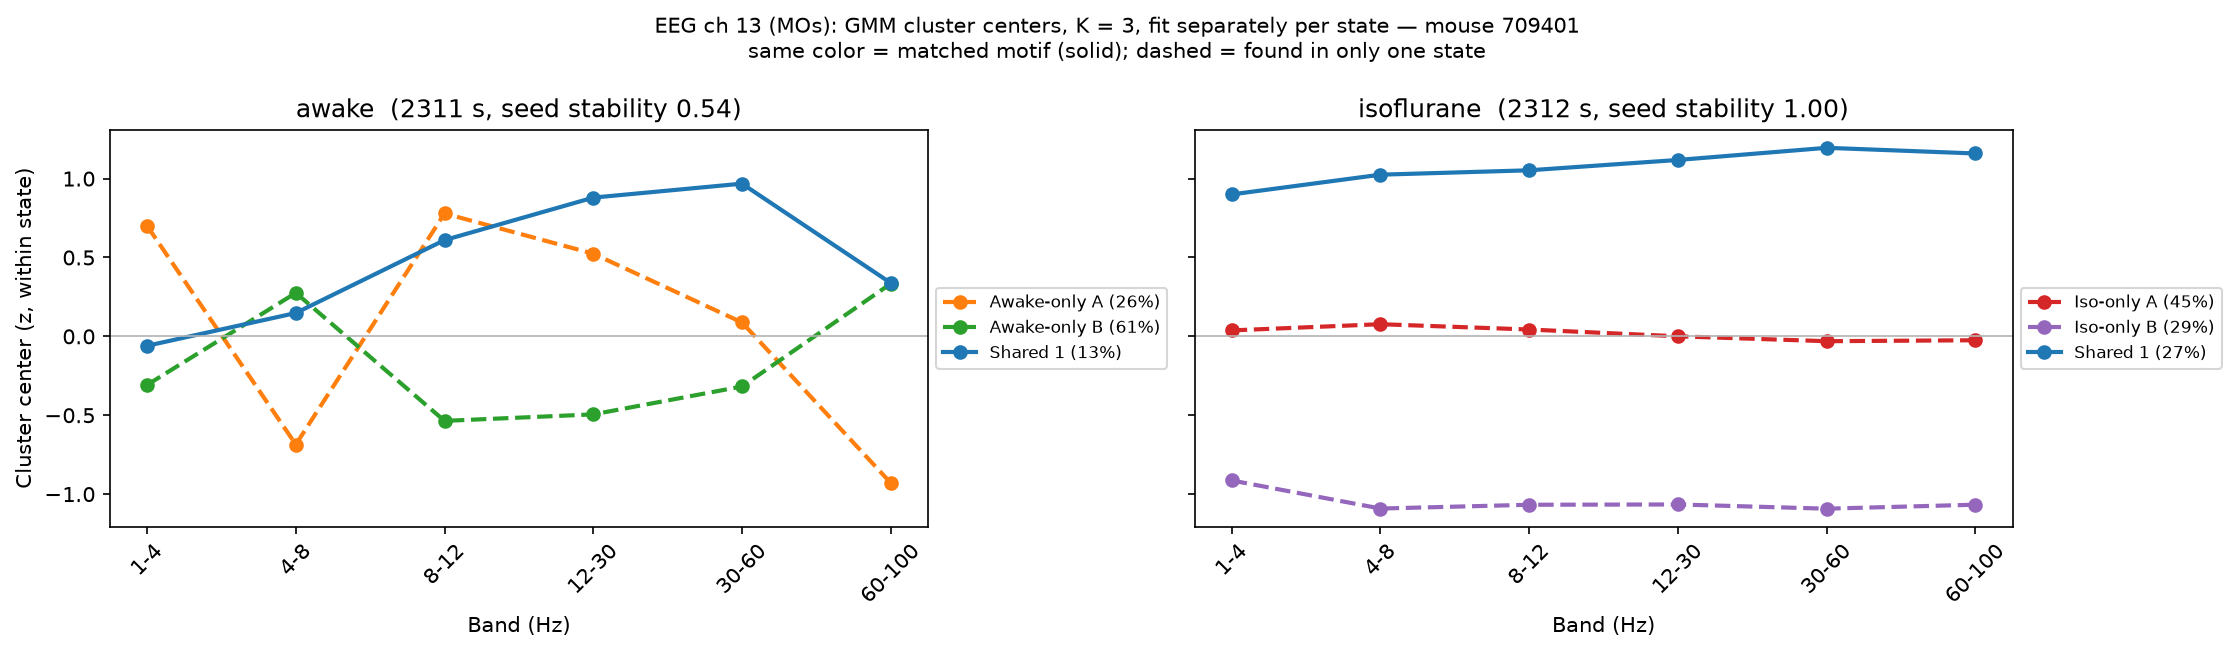 EEG ch 13 (MOs): GMM cluster centers, K = 3, fit separately per state — mouse 709401
same color = matched motif (solid); dashed = found in only one state
awake  (2311 s, seed stability 0.54)
Cluster center (z, within state)
1.0
0.5
0.0
−0.5
−1.0
1-4
4-8
8-12
12-30
30-60
60-100
Band (Hz)
Awake-only A (26%)
Awake-only B (61%)
Shared 1 (13%)
isoflurane  (2312 s, seed stability 1.00)
1-4
4-8
8-12
12-30
30-60
60-100
Band (Hz)
Iso-only A (45%)
Iso-only B (29%)
Shared 1 (27%)